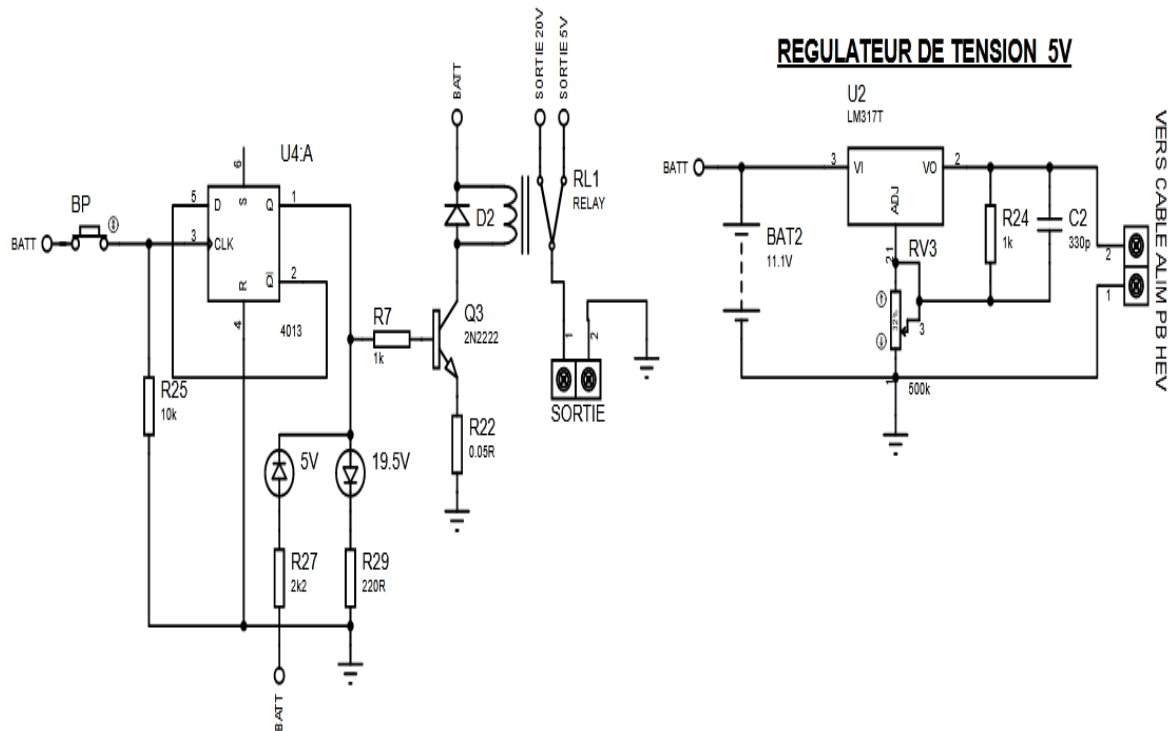 REGULATEUR DE TENSION 5V
BATT
SORTIE 20V
SORTIE 5V
U4:A
6
5
D
S
Q
1
3
CLK
Q
2
R
4
4013
BP
BATT
R25
10k
D2
RL1
RELAY
R7
1k
Q3
2N2222
R22
0.05R
1
2
SORTIE
5V
19.5V
R27
2k2
R29
220R
BATT
U2
LM317T
BATT
3
VI
VO
2
ADJ
1
BAT2
11.1V
2
RV3
32%
3
1
500k
R24
1k
C2
330p
2
1
VERS CABLE ALIM PB HEV